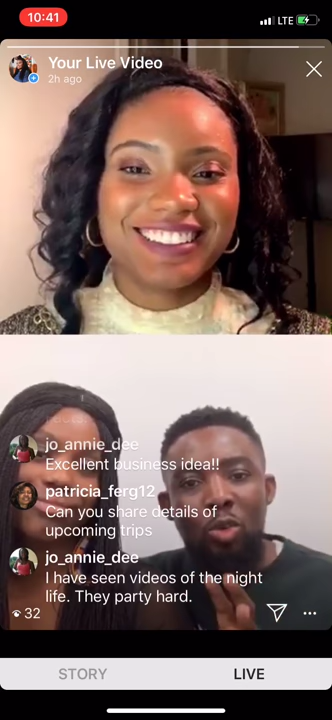 10:41
LTE
Your Live Video
2h ago
jo_annie_dee
Excellent business idea!!
patricia_ferg12
Can you share details of
upcoming trips
jo_annie_dee
I have seen videos of the night
life. They party hard.
32
STORY
LIVE